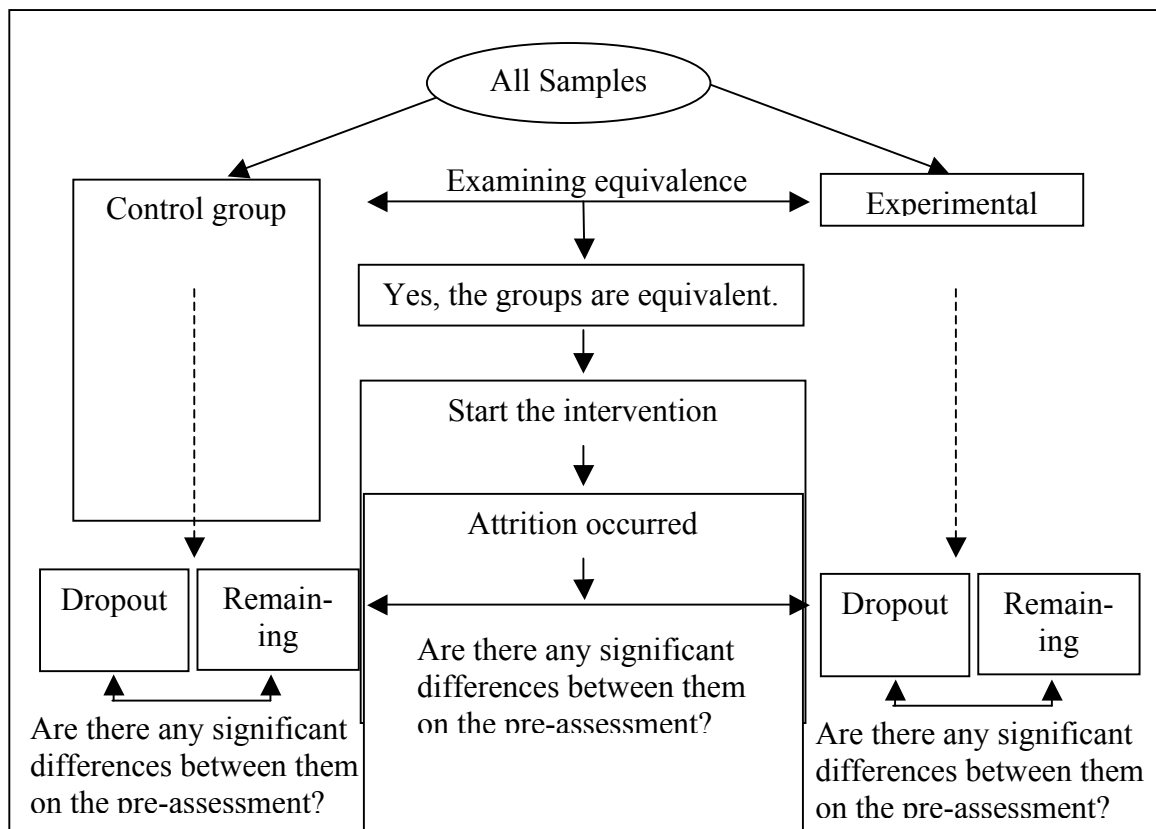 All Samples
Examining equivalence
Control group
Experimental
Yes, the groups are equivalent.
Start the intervention
Attrition occurred
Dropout
Remain-
ing
Dropout
Remain-
ing
Are there any significant
differences between them
on the pre-assessment?
Are there any significant
differences between them
on the pre-assessment?
Are there any significant
differences between them
on the pre-assessment?